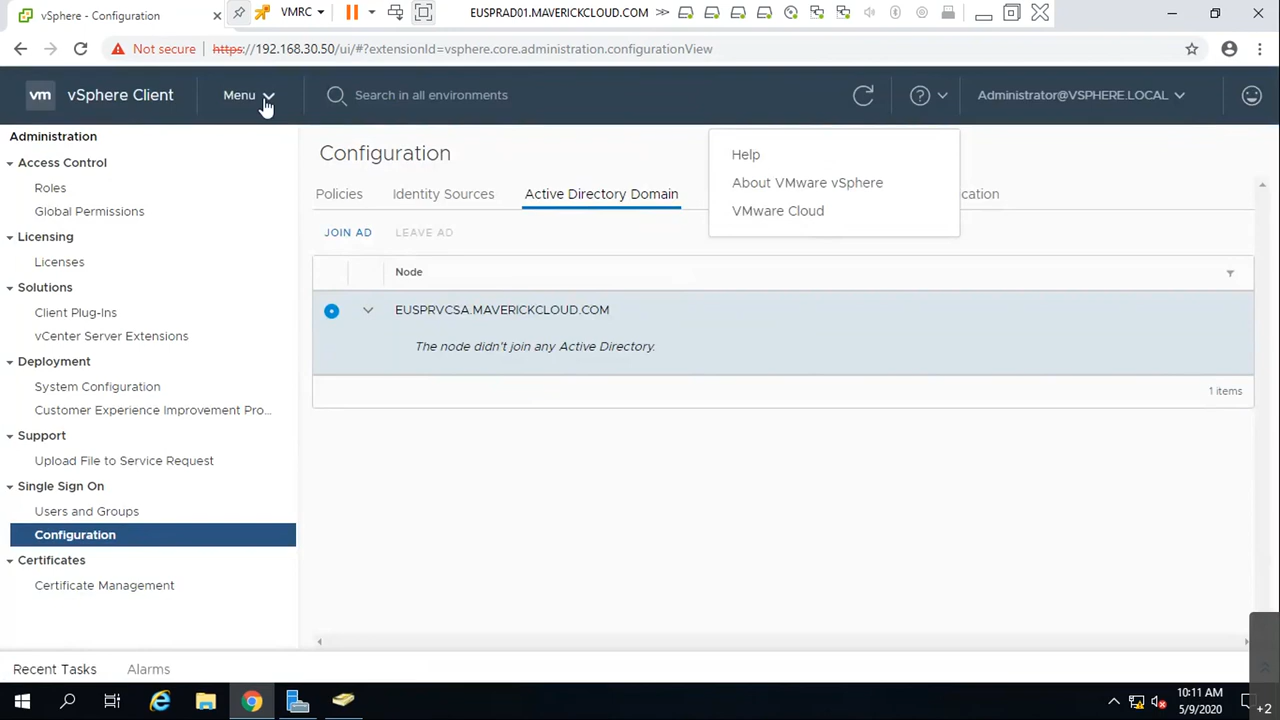 vSphere - Configuration
VMRC
EUSPRAD01.MAVERICKCLOUD.COM
Not secure
https://192.168.30.50/ui/#?extensionId=vsphere.core.administration.configurationView
vm vSphere Client
Menu
Search in all environments
Administrator@VSPHERE.LOCAL
Administration
Access Control
Roles
Global Permissions
Licensing
Licenses
Solutions
Client Plug-Ins
vCenter Server Extensions
Deployment
System Configuration
Customer Experience Improvement Pro...
Support
Upload File to Service Request
Single Sign On
Users and Groups
Configuration
Certificates
Certificate Management
Configuration
Policies
Identity Sources
Active Directory Domain
cation
Help
About VMware vSphere
VMware Cloud
JOIN AD
LEAVE AD
Node
EUSPRVCSA.MAVERICKCLOUD.COM
The node didn't join any Active Directory.
1 items
Recent Tasks
Alarms
10:11 AM
5/9/2020
+2